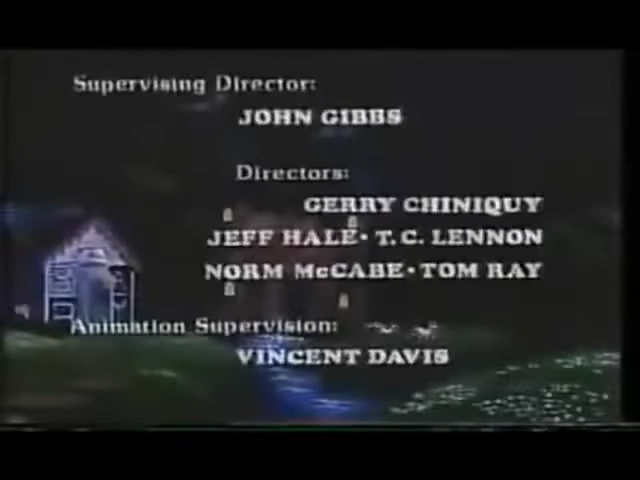 Supervising Director:
JOHN GIBBS
Directors:
GERRY CHINIQUY
JEFF HALE • T.C. LENNON
NORM McCABE • TOM RAY
Animation Supervision:
VINCENT DAVIS